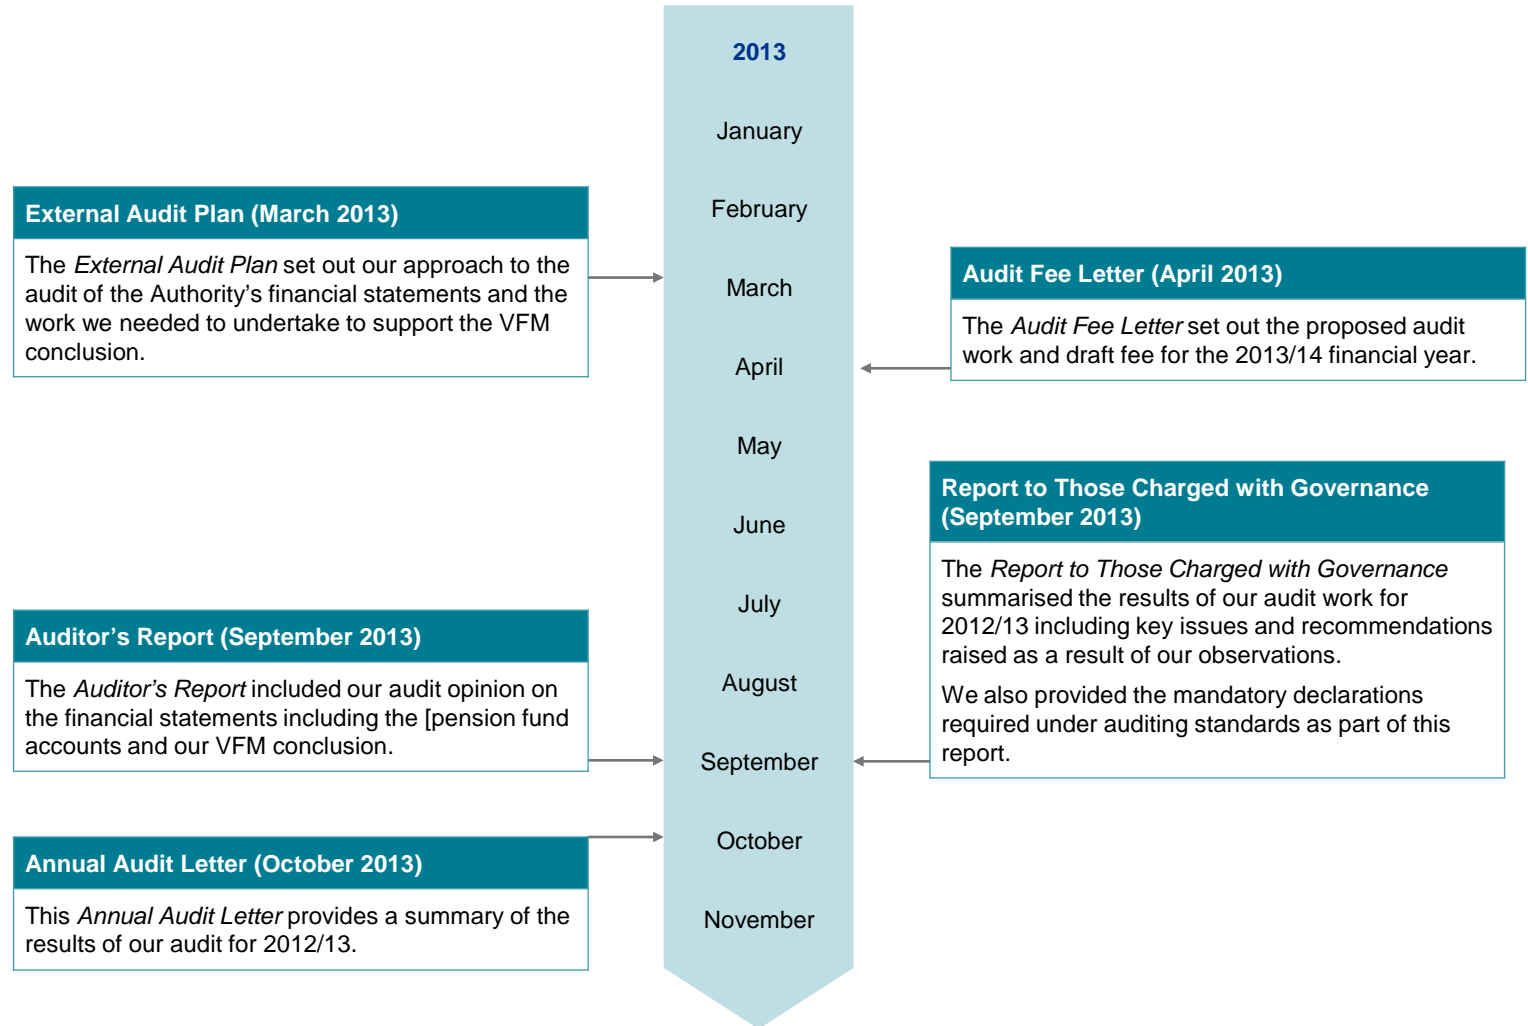 2013
January
February
March
April
May
June
July
August
September
October
November
External Audit Plan (March 2013)
The External Audit Plan set out our approach to the
audit of the Authority’s financial statements and the
work we needed to undertake to support the VFM
conclusion.
Audit Fee Letter (April 2013)
The Audit Fee Letter set out the proposed audit
work and draft fee for the 2013/14 financial year.
Report to Those Charged with Governance
(September 2013)
The Report to Those Charged with Governance
summarised the results of our audit work for
2012/13 including key issues and recommendations
raised as a result of our observations.
We also provided the mandatory declarations
required under auditing standards as part of this
report.
Auditor’s Report (September 2013)
The Auditor’s Report included our audit opinion on
the financial statements including the [pension fund
accounts and our VFM conclusion.
Annual Audit Letter (October 2013)
This Annual Audit Letter provides a summary of the
results of our audit for 2012/13.